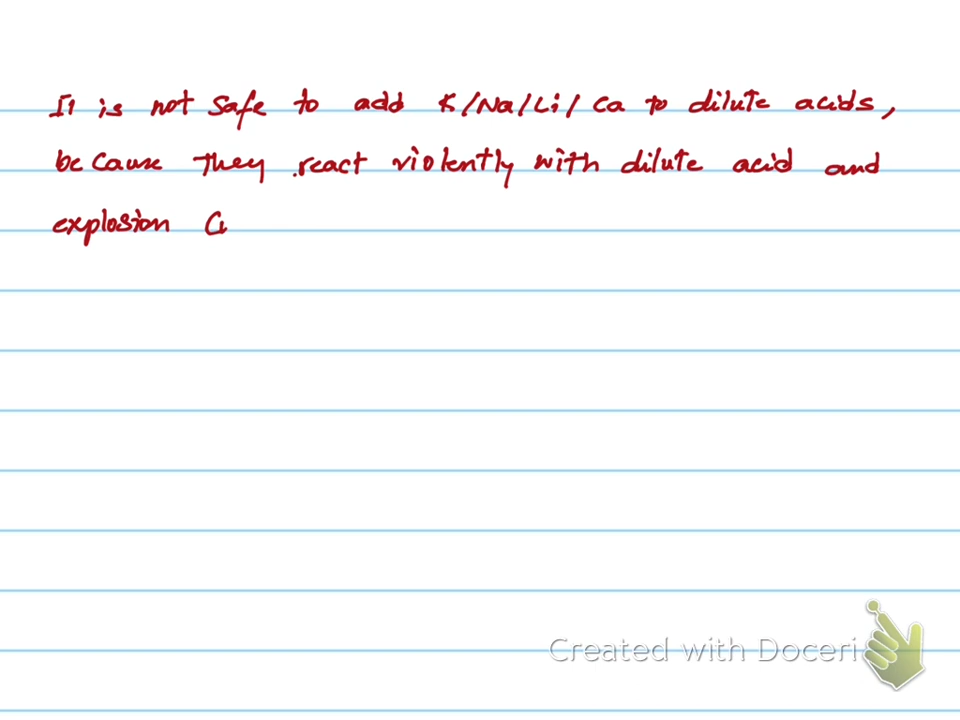 It is not safe to add K/Na/Li/Ca to dilute acids,
because They react violently with dilute acid and
explosion
Created with Doceri